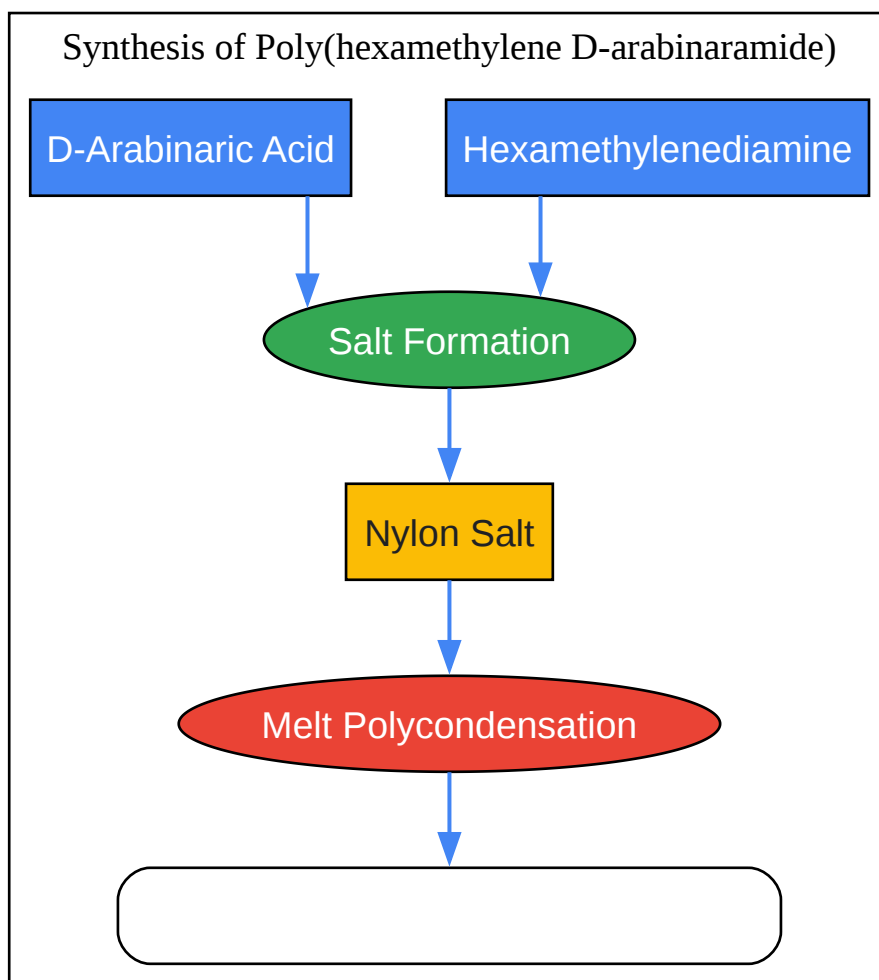 Synthesis of Poly(hexamethylene D-arabinaramide)
D-Arabinaric Acid
Hexamethylenediamine
Salt Formation
Nylon Salt
Melt Polycondensation